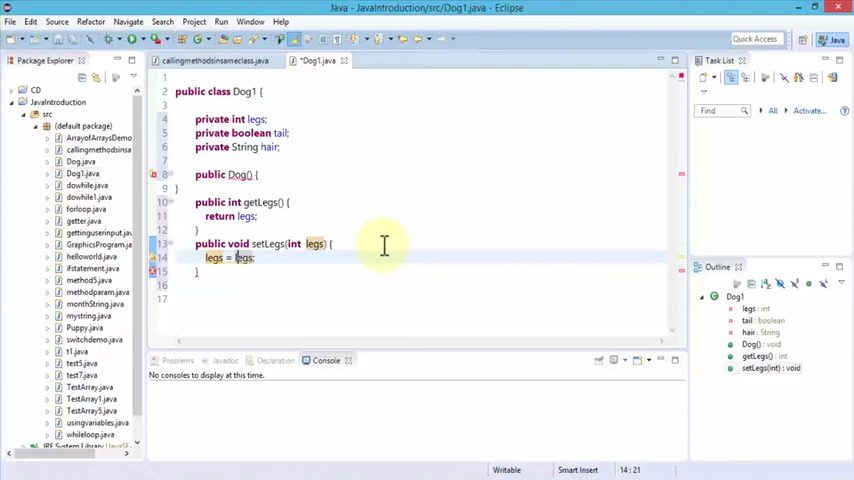 Java - JavaIntroduction/src/Dog1.java - Eclipse
File Edit Source Refactor Navigate Search Project Run Window Help
Quick Access
Java
Package Explorer
CD
JavaIntroduction
src
(default package)
ArrayofArraysDemo
callingmethodsinsa
Dog.java
Dog1.java
dowhile.java
dowhile1.java
forloop.java
gettinguserinput.java
GraphicsProgram.java
helloworld.java
ifstatement.java
method5.java
monthString.java
mystring.java
Puppy.java
switchdemo.java
t1.java
test5.java
test7.java
TestArray.java
TestArray1.java
TestArray5.java
usingvariables.java
whileloop.java
JRE System Library
callingmethodsinsameclass.java
*Dog1.java
1
2 public class Dog1 {
3
4 private int legs;
5 private boolean tail;
6 private String hair;
7
8 public Dog() {
9 }
10 public int getLegs() {
11 return legs;
12 }
13 public void setLegs(int legs) {
14 legs = legs;
15 }
16
17
Problems Javadoc Declaration Console
No consoles to display at this time.
Task List
Find All Activate...
Outline
Dog1
legs : int
tail : boolean
hair : String
Dog() : void
getLegs() : int
setLegs(int) : void
Writable Smart Insert 14 : 21